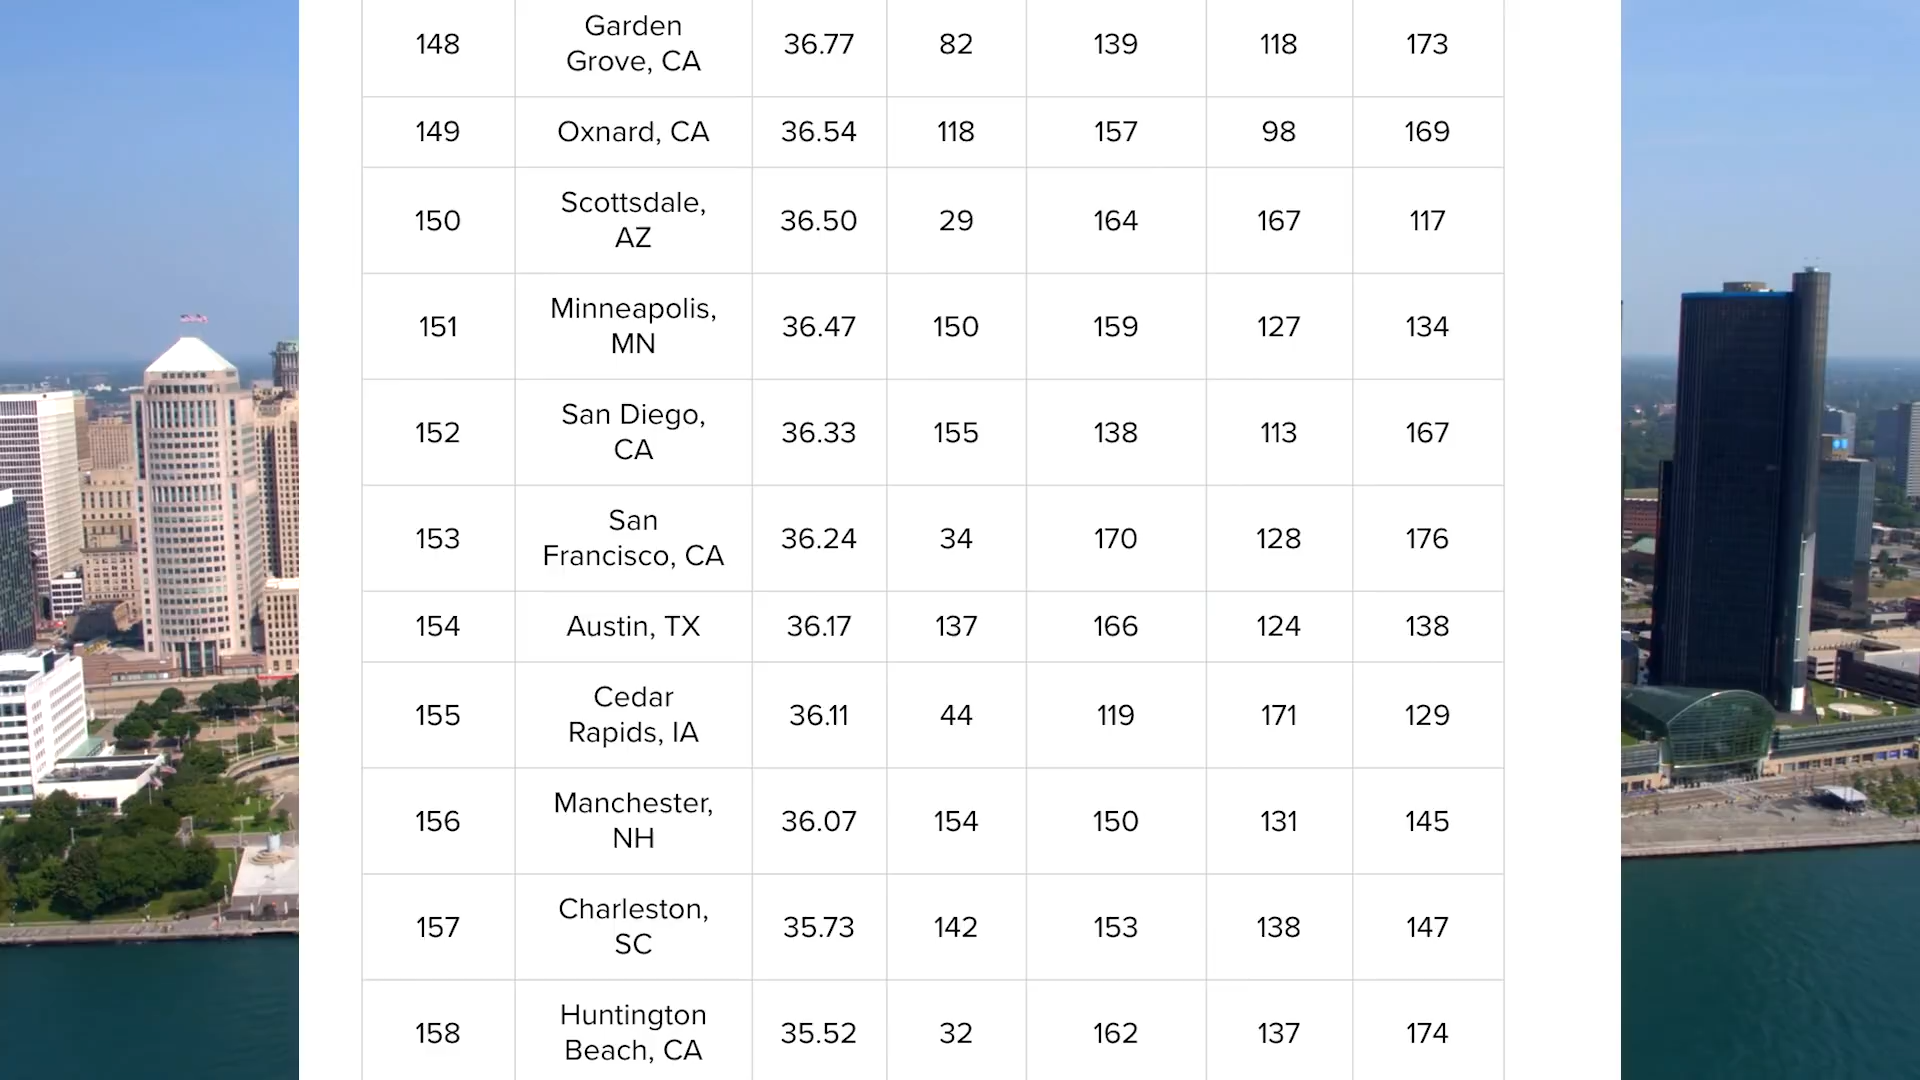 148 Garden Grove, CA 36.77 82 139 118 173
149 Oxnard, CA 36.54 118 157 98 169
150 Scottsdale, AZ 36.50 29 164 167 117
151 Minneapolis, MN 36.47 150 159 127 134
152 San Diego, CA 36.33 155 138 113 167
153 San Francisco, CA 36.24 34 170 128 176
154 Austin, TX 36.17 137 166 124 138
155 Cedar Rapids, IA 36.11 44 119 171 129
156 Manchester, NH 36.07 154 150 131 145
157 Charleston, SC 35.73 142 153 138 147
158 Huntington Beach, CA 35.52 32 162 137 174